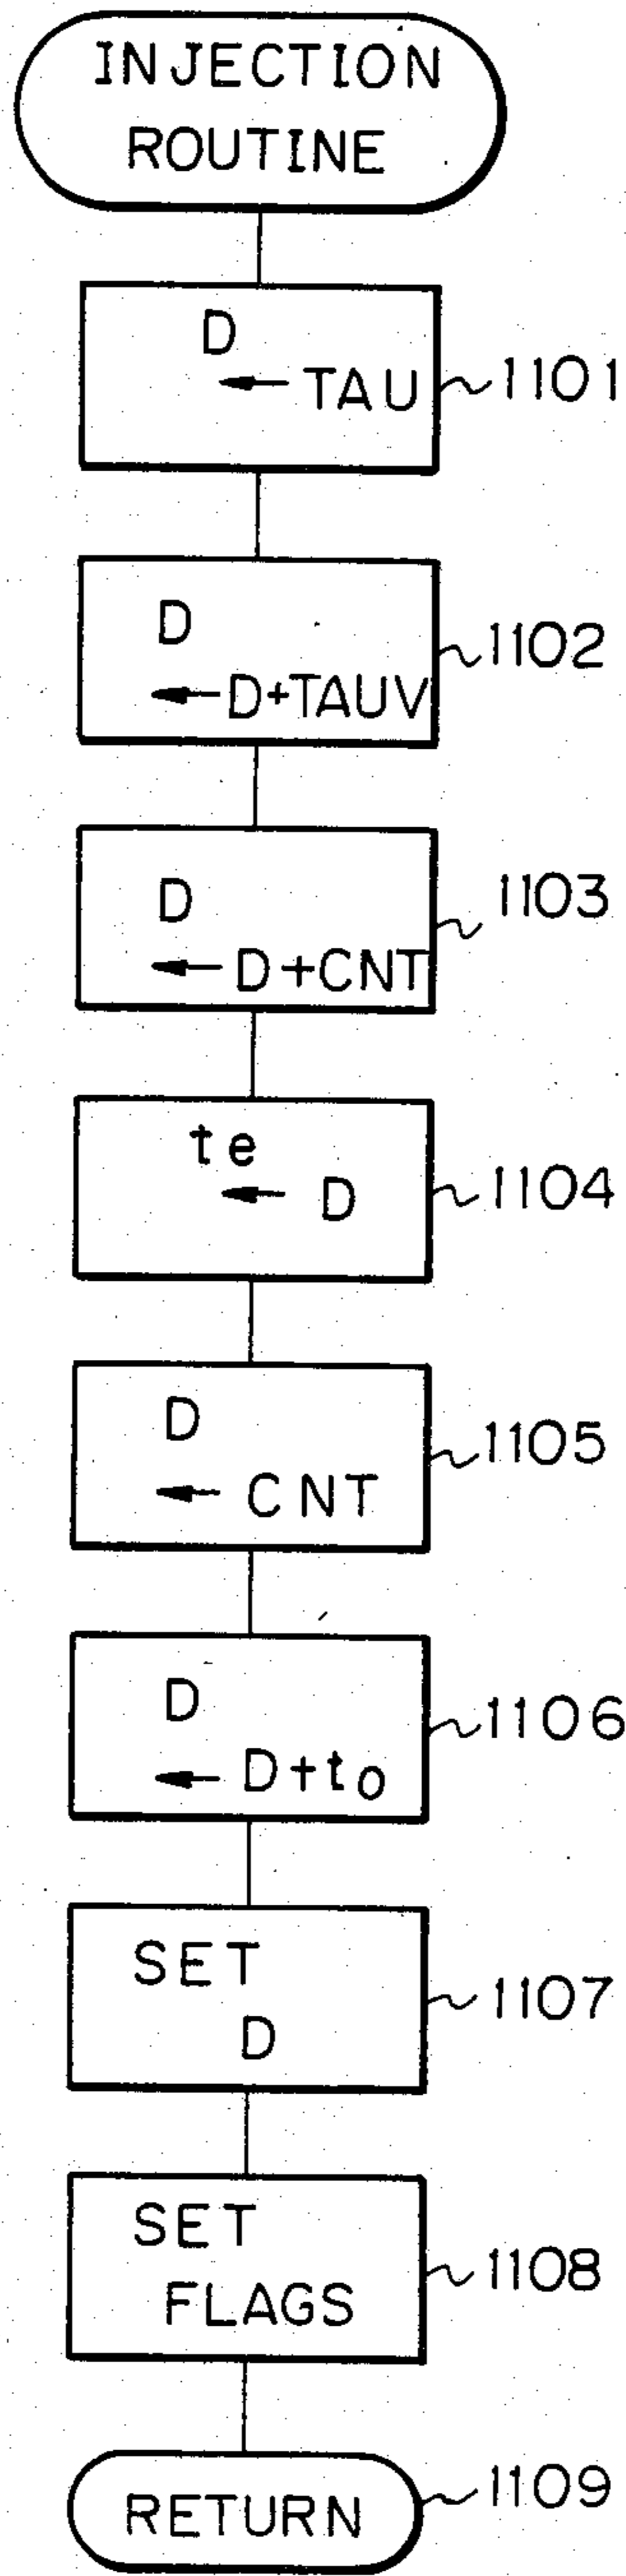 INJECTION
ROUTINE
D
← TAU
1101
D
← D+TAUV
1102
D
← D+CNT
1103
te
← D
1104
D
← CNT
1105
D
← D+to
1106
SET
D
1107
SET
FLAGS
1108
RETURN
1109